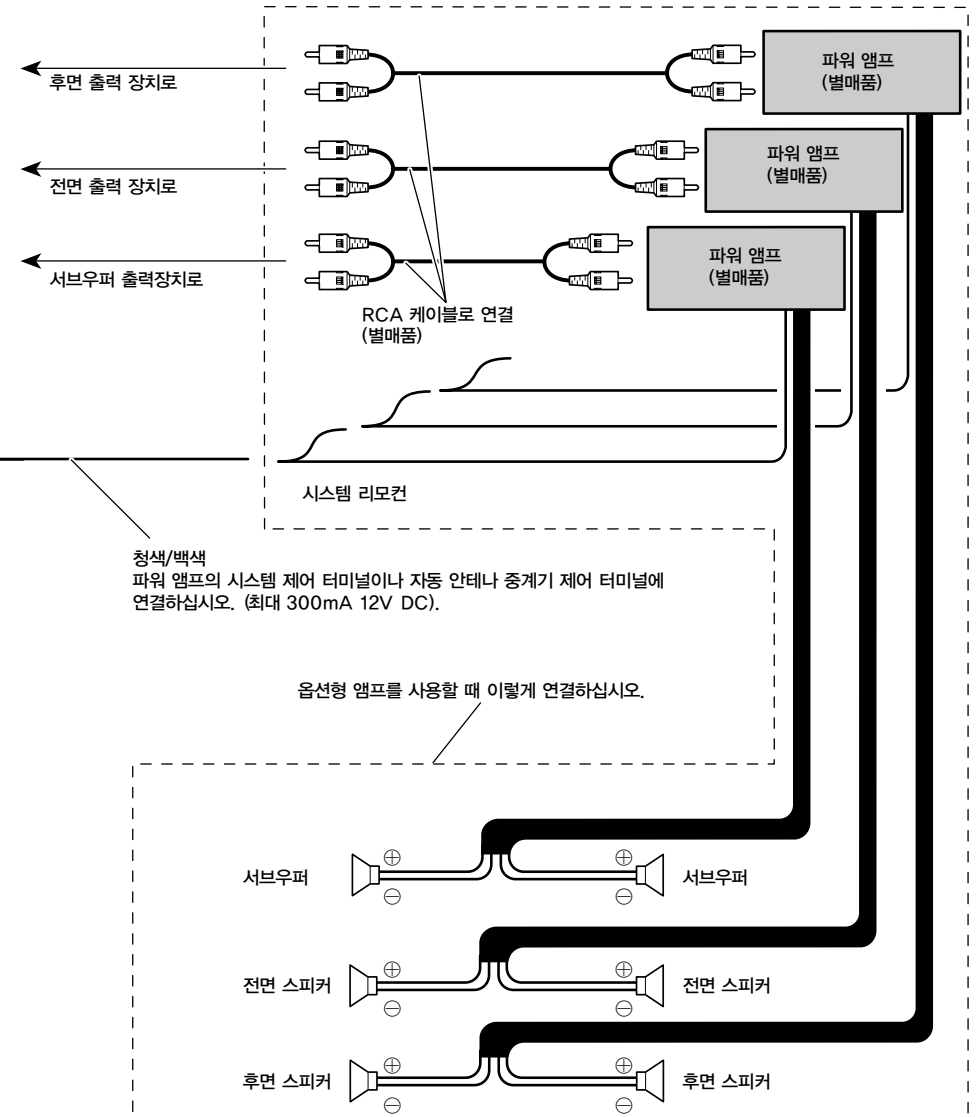 후면 출력 장치로
파워 앰프
(별매품)
전면 출력 장치로
파워 앰프
(별매품)
서브우퍼 출력장치로
파워 앰프
(별매품)
RCA 케이블로 연결
(별매품)
시스템 리모컨
청색/백색
파워 앰프의 시스템 제어 터미널이나 자동 안테나 중계기 제어 터미널에
연결하십시오. (최대 300mA 12V DC).
옵션형 앰프를 사용할 때 이렇게 연결하십시오.
서브우퍼
⊕
⊖
⊕
⊖
서브우퍼
전면 스피커
⊕
⊖
⊕
⊖
전면 스피커
후면 스피커
⊕
⊖
⊕
⊖
후면 스피커